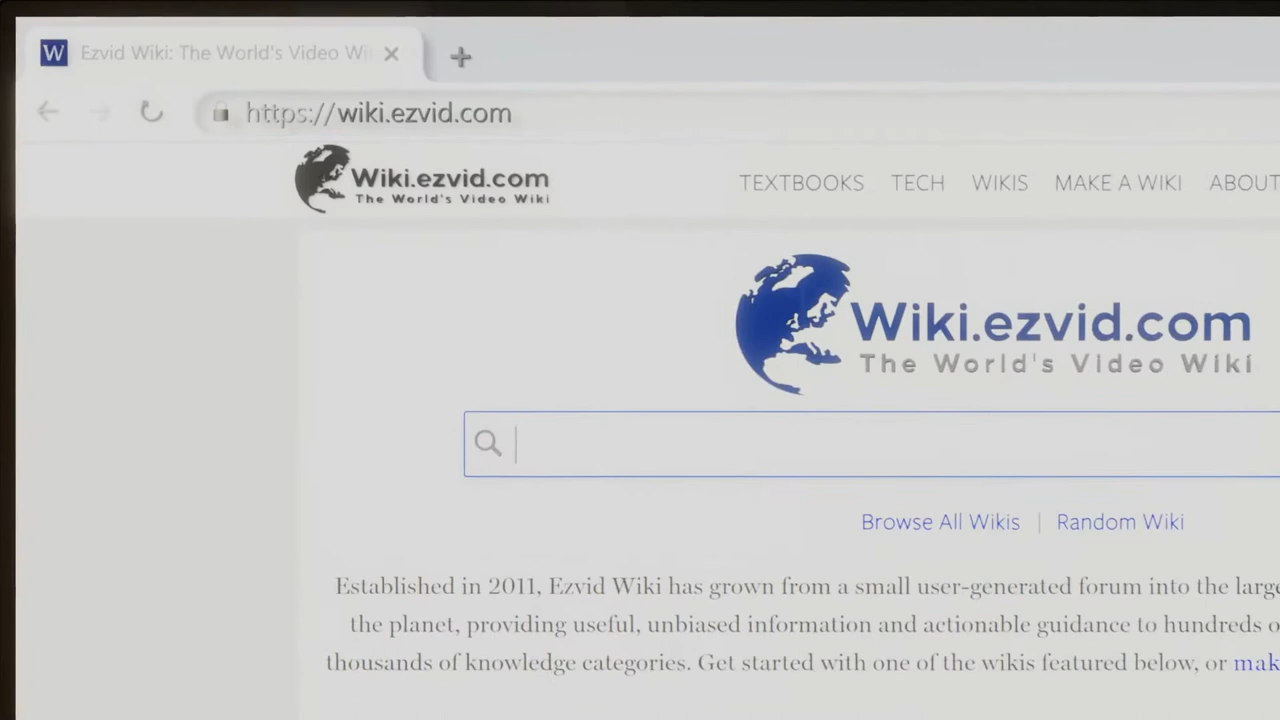 W Ezvid Wiki: The World's Video Wi
https://wiki.ezvid.com
Wiki.ezvid.com
The World's Video Wiki
TEXTBOOKS TECH WIKIS MAKE A WIKI ABOUT
Wiki.ezvid.com
The World's Video Wiki
Browse All Wikis | Random Wiki
Established in 2011, Ezvid Wiki has grown from a small user-generated forum into the large
the planet, providing useful, unbiased information and actionable guidance to hundreds o
thousands of knowledge categories. Get started with one of the wikis featured below, or mak